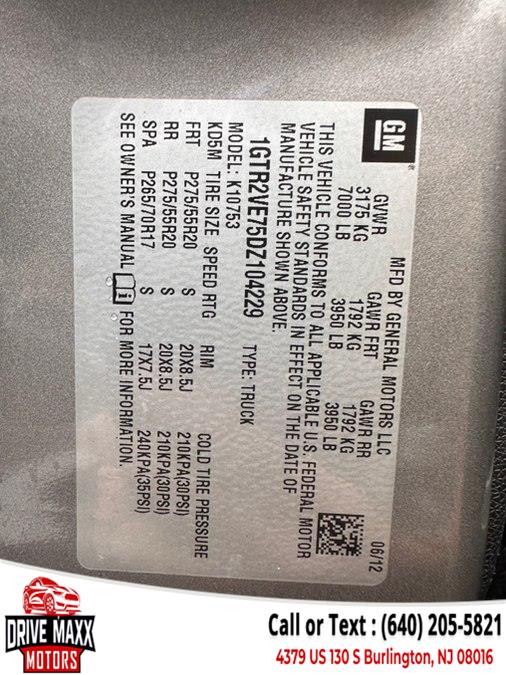 GM
MFD BY GENERAL MOTORS LLC 06/12
GVWR GAWR FRT GAWR RR
3175 KG 1792 KG 1792 KG
7000 LB 3950 LB 3950 LB
THIS VEHICLE CONFORMS TO ALL APPLICABLE U.S. FEDERAL MOTOR
VEHICLE SAFETY STANDARDS IN EFFECT ON THE DATE OF
MANUFACTURE SHOWN ABOVE.
1GTR2VE75DZ104229 TYPE: TRUCK
MODEL: K10753
KD5M TIRE SIZE SPEED RTG RIM COLD TIRE PRESSURE
FRT P275/55R20 S 20X8.5J 210KPA(30PSI)
RR P275/55R20 S 20X8.5J 210KPA(30PSI)
SPA P265/70R17 S 17X7.5J 240KPA(35PSI)
SEE OWNER'S MANUAL FOR MORE INFORMATION.
DRIVE MAXX
MOTORS
Call or Text : (640) 205-5821
4379 US 130 S Burlington, NJ 08016